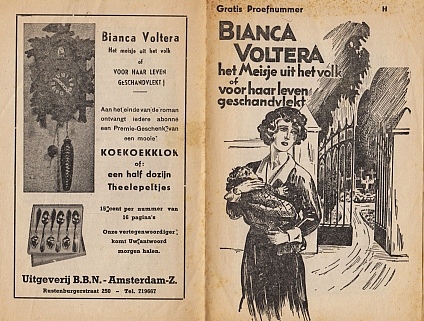 Bianca Voltera
Het meisje uit het volk
of
VOOR HAAR LEVEN
GESCHANDVLEKT!
Aan het einde van de roman
ontvangt iedere abonné
een Premie-Geschenk van
een mooie
KOEKOEKKLOK
of:
een half dozijn
Theelepeltjes
18 cent per nummer van
16 pagina's
Onze vertegenwoordiger
komt Uw antwoord
morgen halen.
Uitgeverij B.B.N. - Amsterdam-Z.
Rustenburgerstraat 250 - Tel. 719667
Gratis Proefnummer H
BIANCA
VOLTERA
het Meisje uit het volk
of
voor haar leven
geschandvlekt